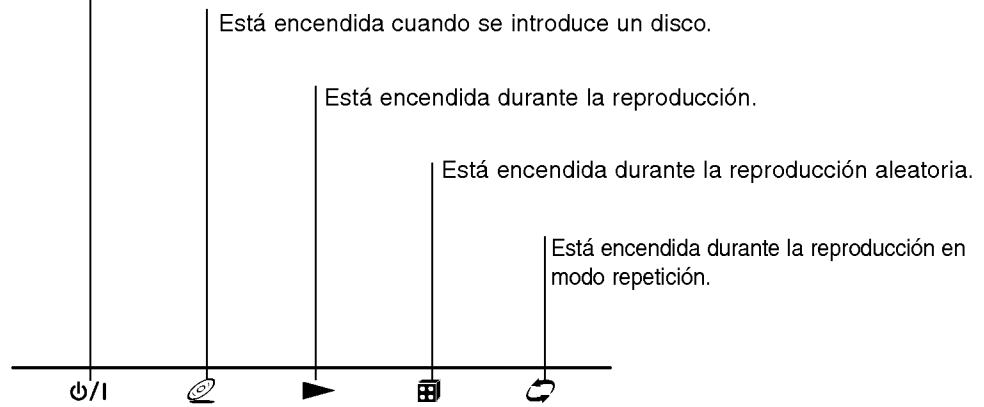 Está encendida cuando se introduce un disco.
Está encendida durante la reproducción.
Está encendida durante la reproducción aleatoria.
Está encendida durante la reproducción en
modo repetición.
⏻/I